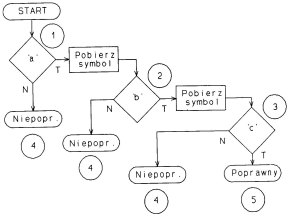 START
1
'a'
T
N
Pobierz
symbol
Niepopr.
4
2
'b'
T
N
Pobierz
symbol
Niepopr.
4
3
'c'
N
T
Niepopr.
4
Poprawny
5